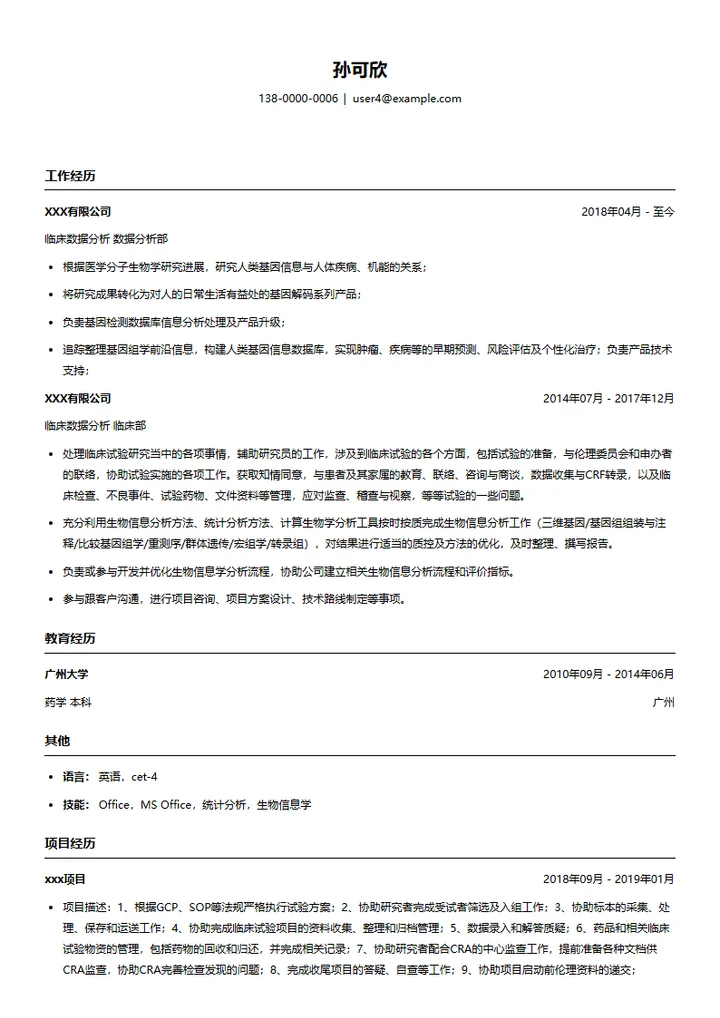 孙可欣
138-0000-0006 | user4@example.com
工作经历
XXX有限公司 2018年04月 - 至今
临床数据分析 数据分析部
• 根据医学分子生物学研究进展，研究人类基因信息与人体疾病、机能的关系；
• 将研究成果转化为对人的日常生活有益处的基因解码系列产品；
• 负责基因检测数据库信息分析处理及产品升级；
• 追踪整理基因组学前沿信息，构建人类基因信息数据库，实现肿瘤、疾病等的早期预测、风险评估及个性化治疗；负责产品技术
支持；
XXX有限公司 2014年07月 - 2017年12月
临床数据分析 临床部
• 处理临床试验研究当中的各项事情，辅助研究员的工作，涉及到临床试验的各个方面，包括试验的准备，与伦理委员会和申办者
的联络，协助试验实施的各项工作。获取知情同意，与患者及其家属的教育、联络、咨询与商谈，数据收集与CRF转录，以及临
床检查、不良事件、试验药物、文件资料等管理，应对监查、稽查与视察，等等试验的一些问题。
• 充分利用生物信息分析方法、统计分析方法、计算生物学分析工具按时按质完成生物信息分析工作（三维基因/基因组组装与注
释/比较基因组学/重测序/群体遗传/宏组学/转录组），对结果进行适当的质控及方法的优化，及时整理、撰写报告。
• 负责或参与开发并优化生物信息学分析流程，协助公司建立相关生物信息分析流程和评价指标。
• 参与跟客户沟通，进行项目咨询、项目方案设计、技术路线制定等事项。
教育经历
广州大学 2010年09月 - 2014年06月
药学 本科 广州
其他
• 语言： 英语，cet-4
• 技能： Office，MS Office，统计分析，生物信息学
项目经历
xxx项目 2018年09月 - 2019年01月
• 项目描述：1、根据GCP、SOP等法规严格执行试验方案；2、协助研究者完成受试者筛选及入组工作；3、协助标本的采集、处
理、保存和运送工作；4、协助完成临床试验项目的资料收集、整理和归档管理；5、数据录入和解答质疑；6、药品和相关临床
试验物资的管理，包括药物的回收和归还，并完成相关记录；7、协助研究者配合CRA的中心监查工作，提前准备各种文档供
CRA监查，协助CRA完善检查发现的问题；8、完成收尾项目的答疑、自查等工作；9、协助项目启动前伦理资料的递交；